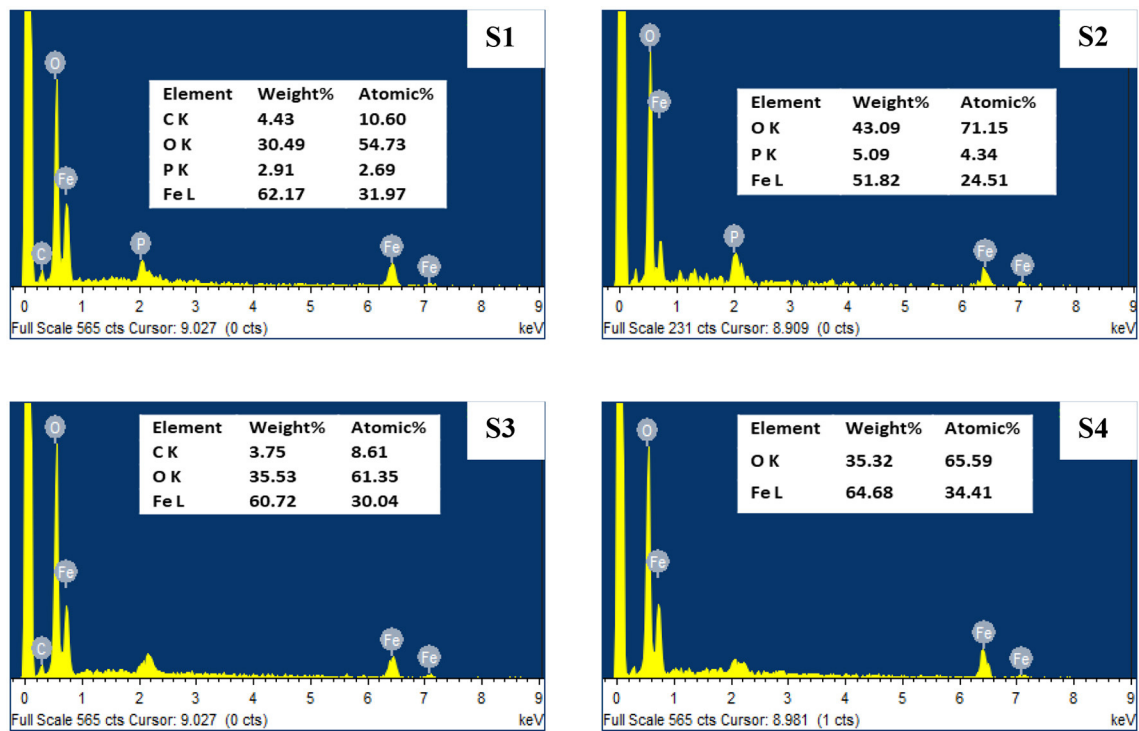 S1
O
Element Weight% Atomic%
C K 4.43 10.60
O K 30.49 54.73
P K 2.91 2.69
Fe L 62.17 31.97
Fe
C
P
Fe
Fe
0 1 2 3 4 5 6 7 8 9
Full Scale 565 cts Cursor: 9.027 (0 cts) keV
S2
O
Fe
Element Weight% Atomic%
O K 43.09 71.15
P K 5.09 4.34
Fe L 51.82 24.51
P
Fe
Fe
0 1 2 3 4 5 6 7 8 9
Full Scale 231 cts Cursor: 8.909 (0 cts) keV
S3
O
Element Weight% Atomic%
C K 3.75 8.61
O K 35.53 61.35
Fe L 60.72 30.04
Fe
C
Fe
Fe
0 1 2 3 4 5 6 7 8 9
Full Scale 565 cts Cursor: 9.027 (0 cts) keV
S4
O
Element Weight% Atomic%
O K 35.32 65.59
Fe L 64.68 34.41
Fe
Fe
Fe
0 1 2 3 4 5 6 7 8 9
Full Scale 565 cts Cursor: 8.981 (1 cts) keV